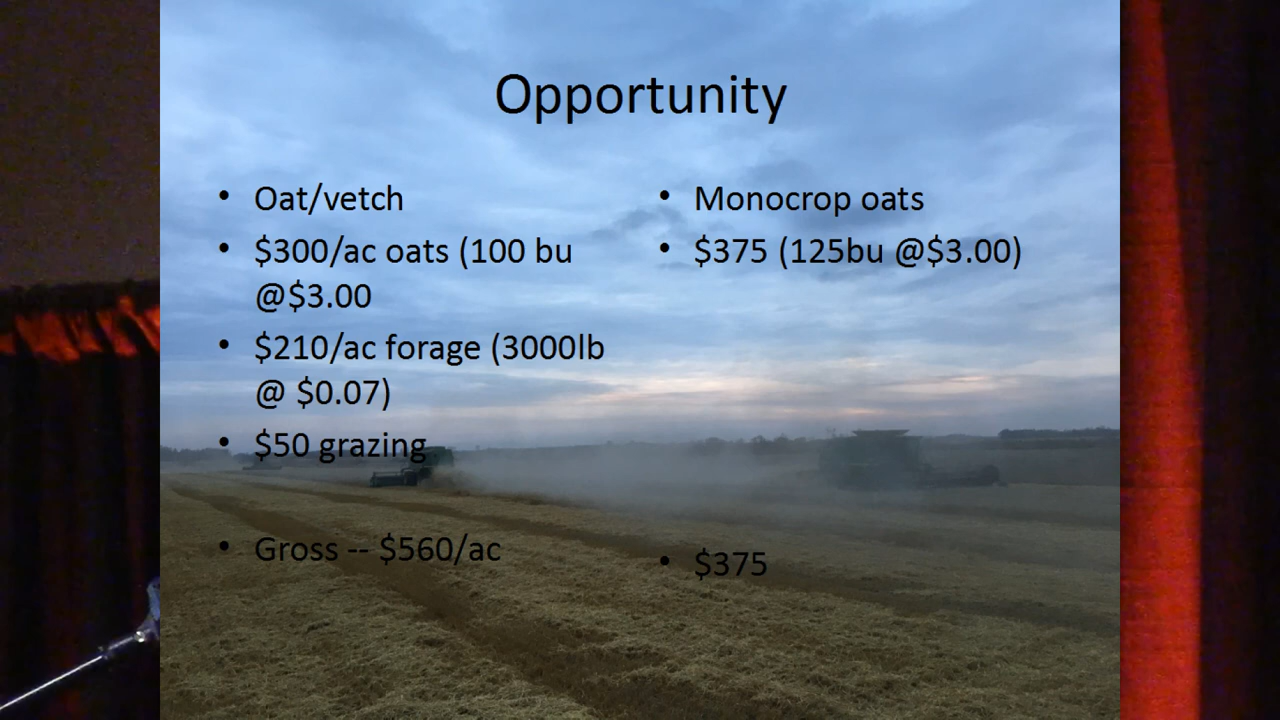 Opportunity
• Oat/vetch
• $300/ac oats (100 bu
@$3.00
• $210/ac forage (3000lb
@ $0.07)
• $50 grazing
• Gross -- $560/ac
• Monocrop oats
• $375 (125bu @$3.00)
• $375